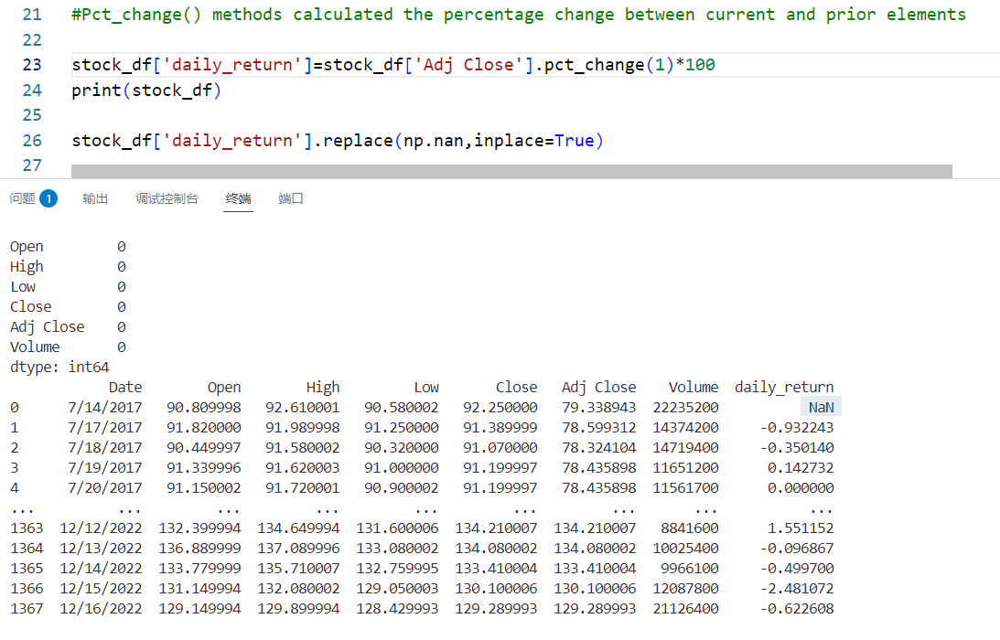 21 #Pct_change() methods calculated the percentage change between current and prior elements
22
23 stock_df['daily_return']=stock_df['Adj Close'].pct_change(1)*100
24 print(stock_df)
25
26 stock_df['daily_return'].replace(np.nan,inplace=True)
27
问题 1 输出 调试控制台 终端 端口
Open 0
High 0
Low 0
Close 0
Adj Close 0
Volume 0
dtype: int64
Date Open High Low Close Adj Close Volume daily_return
0 7/14/2017 90.809998 92.610001 90.580002 92.250000 79.338943 22235200 NaN
1 7/17/2017 91.820000 91.989998 91.250000 91.389999 78.599312 14374200 -0.932243
2 7/18/2017 90.449997 91.580002 90.320000 91.070000 78.324104 14719400 -0.350140
3 7/19/2017 91.339996 91.620003 91.000000 91.199997 78.435898 11651200 0.142732
4 7/20/2017 91.150002 91.720001 90.900002 91.199997 78.435898 11561700 0.000000
... ... ... ... ... ... ... ... ...
1363 12/12/2022 132.399994 134.649994 131.600006 134.210007 134.210007 8841600 1.551152
1364 12/13/2022 136.889999 137.089996 133.080002 134.080002 134.080002 10025400 -0.096867
1365 12/14/2022 133.779999 135.710007 132.759995 133.410004 133.410004 9966100 -0.499700
1366 12/15/2022 131.149994 132.080002 129.050003 130.100006 130.100006 12087800 -2.481072
1367 12/16/2022 129.149994 129.899994 128.429993 129.289993 129.289993 21126400 -0.622608